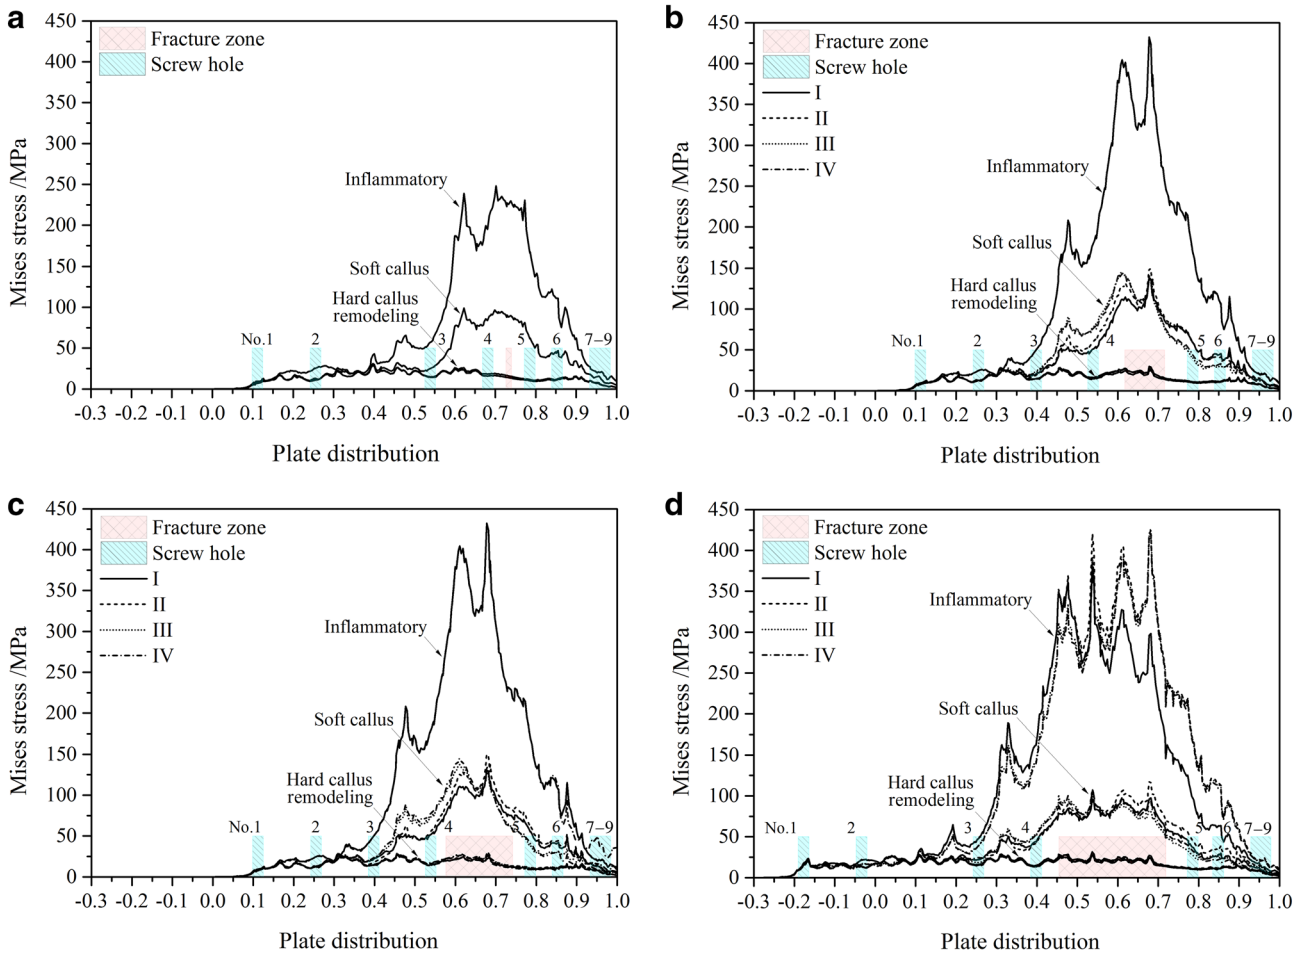 a
450
400
350
300
250
200
150
100
50
0
Mises stress /MPa
Fracture zone
Screw hole
Inflammatory
Soft callus
Hard callus
remodeling
No.1 2 3 4 5 6 7–9
-0.3 -0.2 -0.1 0.0 0.1 0.2 0.3 0.4 0.5 0.6 0.7 0.8 0.9 1.0
Plate distribution
b
450
400
350
300
250
200
150
100
50
0
Mises stress /MPa
Fracture zone
Screw hole
I
II
III
IV
Inflammatory
Soft callus
Hard callus
remodeling
No.1 2 3 4 5 6 7–9
-0.3 -0.2 -0.1 0.0 0.1 0.2 0.3 0.4 0.5 0.6 0.7 0.8 0.9 1.0
Plate distribution
c
450
400
350
300
250
200
150
100
50
0
Mises stress /MPa
Fracture zone
Screw hole
I
II
III
IV
Inflammatory
Soft callus
Hard callus
remodeling
No.1 2 3 4 5 6 7–9
-0.3 -0.2 -0.1 0.0 0.1 0.2 0.3 0.4 0.5 0.6 0.7 0.8 0.9 1.0
Plate distribution
d
450
400
350
300
250
200
150
100
50
0
Mises stress /MPa
Fracture zone
Screw hole
I
II
III
IV
Inflammatory
Soft callus
Hard callus
remodeling
No.1 2 3 4 5 6 7–9
-0.3 -0.2 -0.1 0.0 0.1 0.2 0.3 0.4 0.5 0.6 0.7 0.8 0.9 1.0
Plate distribution